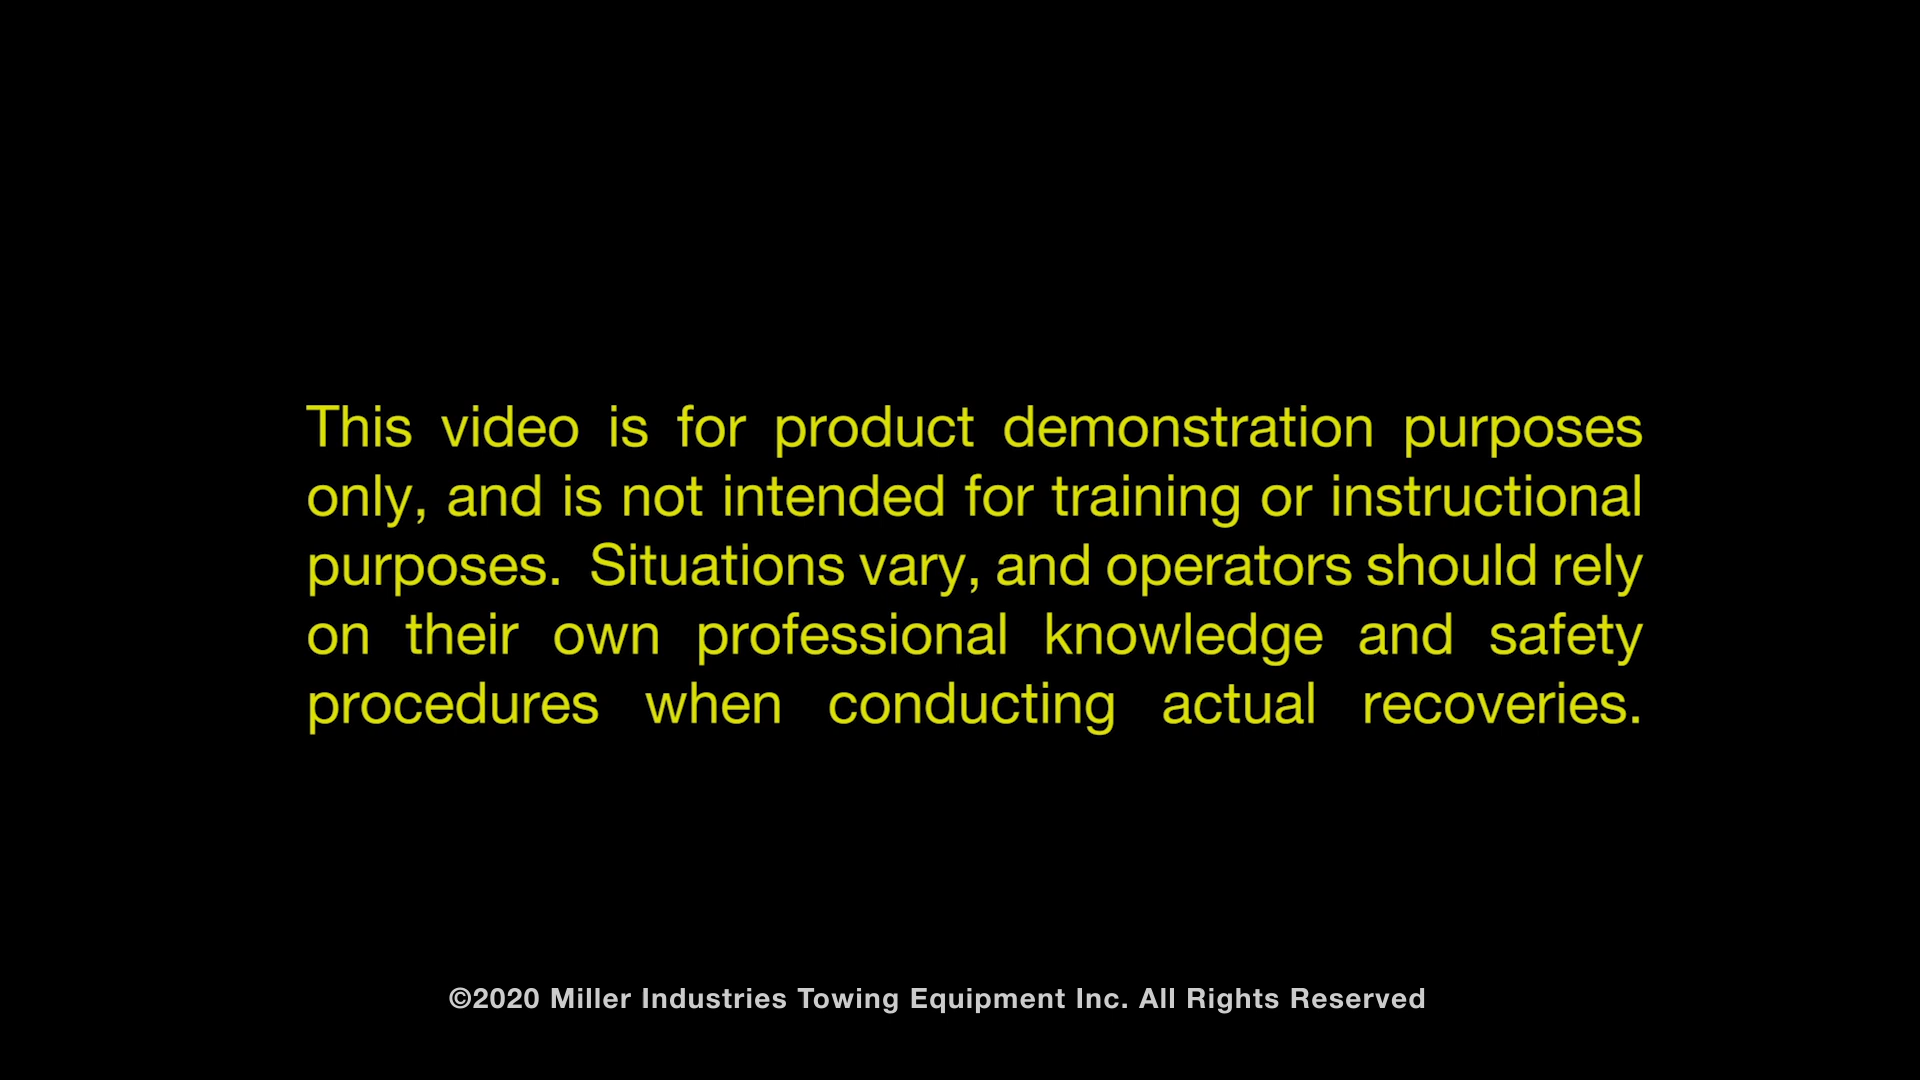 This video is for product demonstration purposes
only, and is not intended for training or instructional
purposes.  Situations vary, and operators should rely
on their own professional knowledge and safety
procedures when conducting actual recoveries.
©2020 Miller Industries Towing Equipment Inc. All Rights Reserved